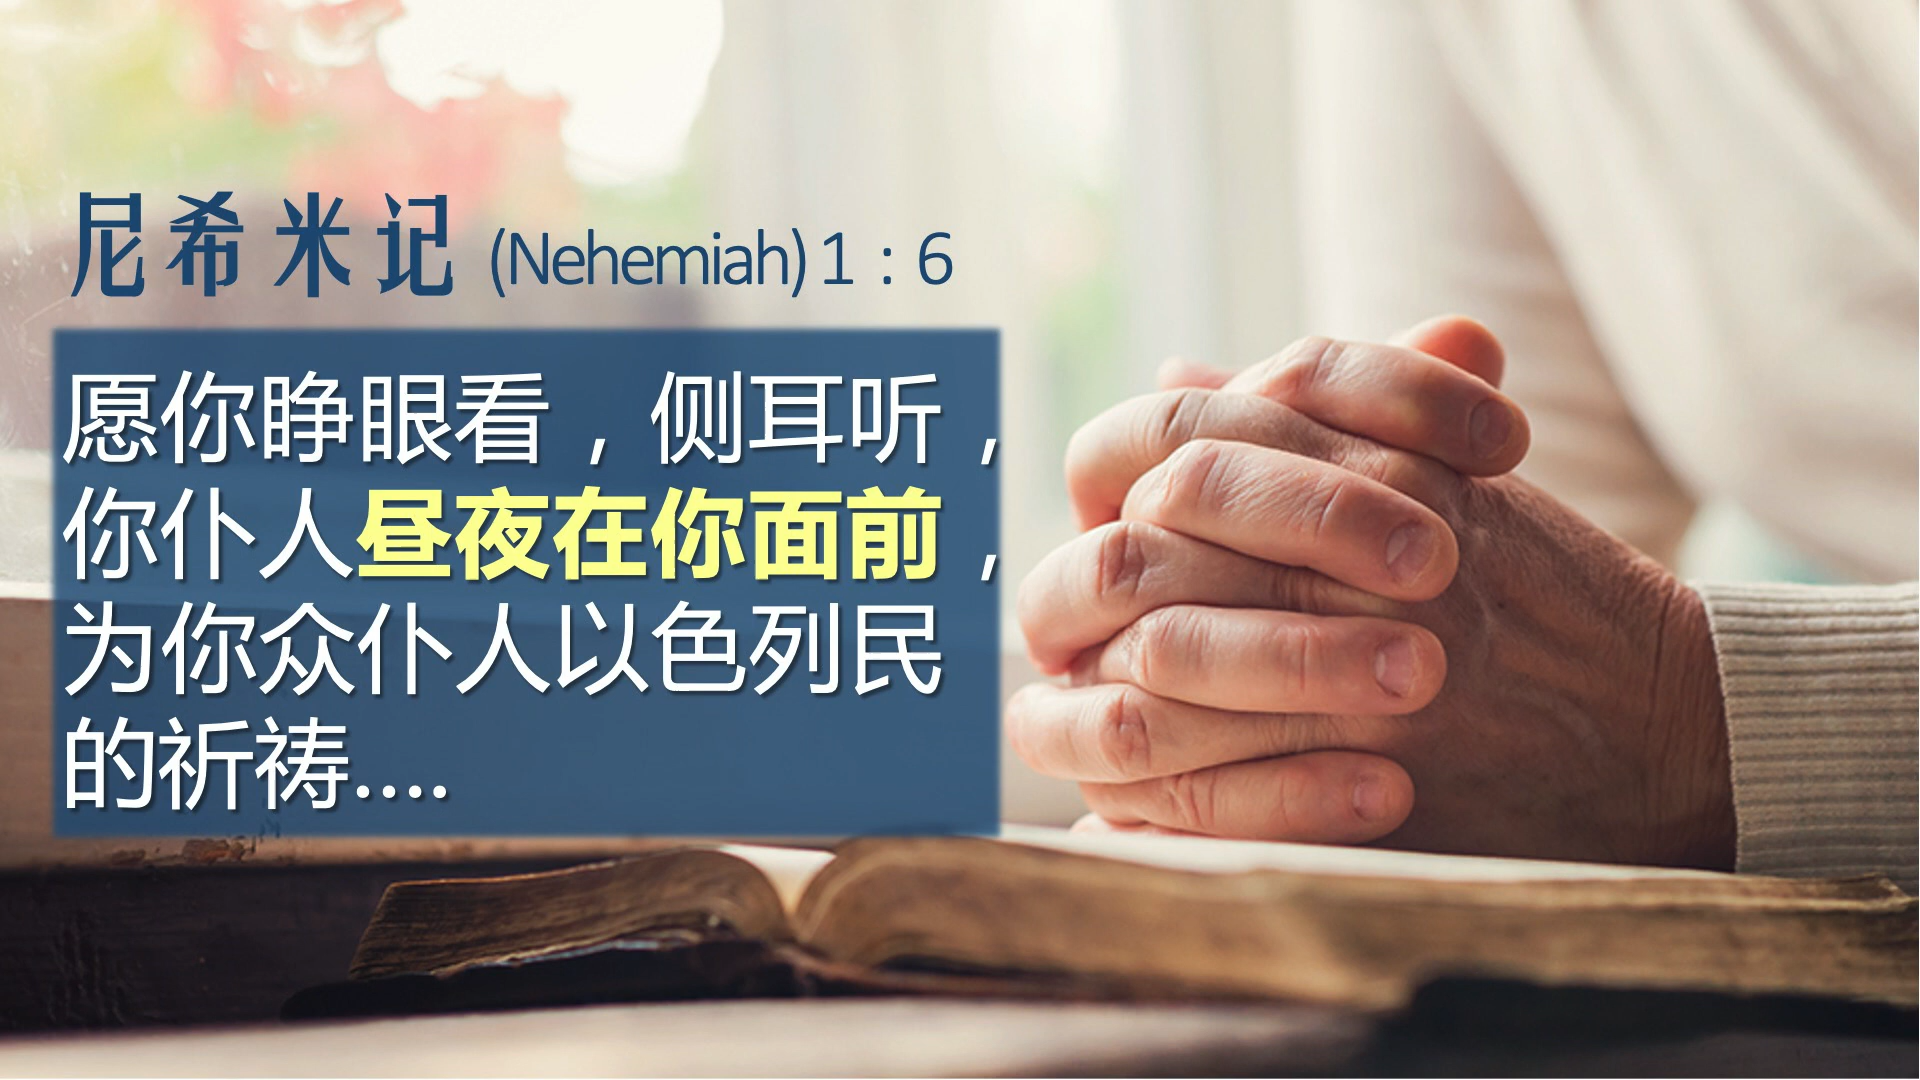 尼希米记 (Nehemiah) 1：6
愿你睁眼看，侧耳听，
你仆人昼夜在你面前，
为你众仆人以色列民
的祈祷....